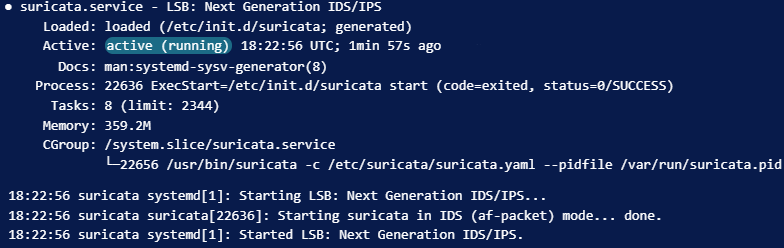 ● suricata.service - LSB: Next Generation IDS/IPS
Loaded: loaded (/etc/init.d/suricata; generated)
Active: active (running) 18:22:56 UTC; 1min 57s ago
Docs: man:systemd-sysv-generator(8)
Process: 22636 ExecStart=/etc/init.d/suricata start (code=exited, status=0/SUCCESS)
Tasks: 8 (limit: 2344)
Memory: 359.2M
CGroup: /system.slice/suricata.service
└─22656 /usr/bin/suricata -c /etc/suricata/suricata.yaml --pidfile /var/run/suricata.pid
18:22:56 suricata systemd[1]: Starting LSB: Next Generation IDS/IPS...
18:22:56 suricata suricata[22636]: Starting suricata in IDS (af-packet) mode... done.
18:22:56 suricata systemd[1]: Started LSB: Next Generation IDS/IPS.